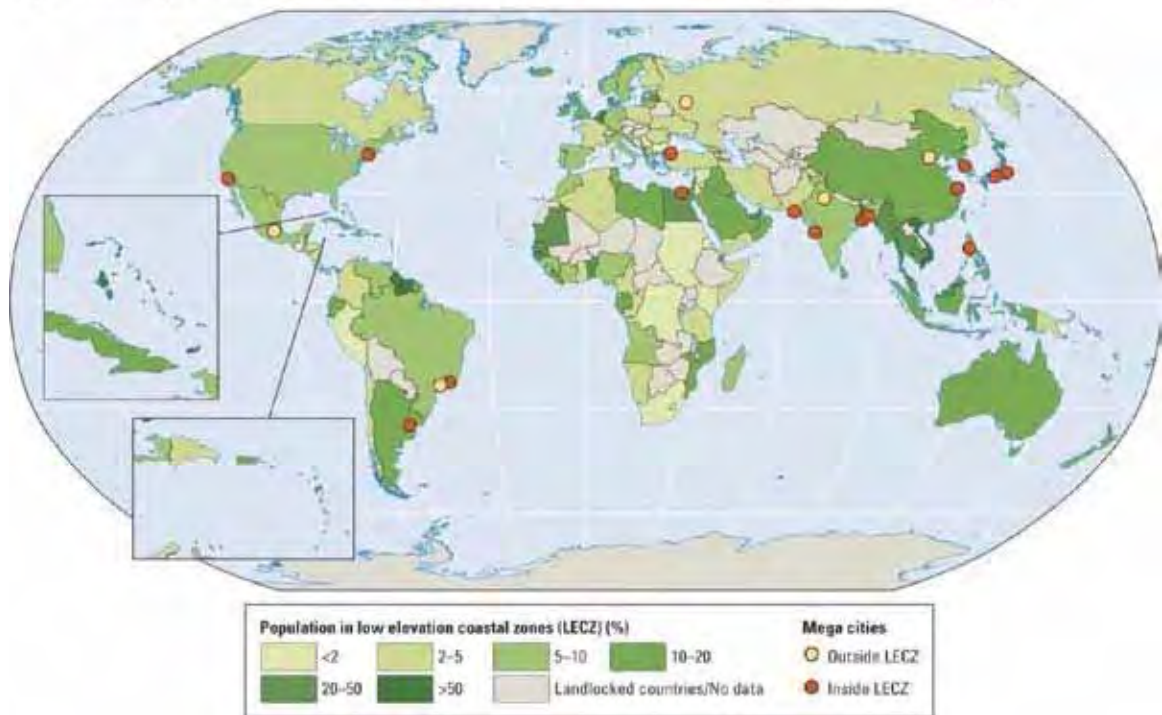 Population in low elevation coastal zones (LECZ) (%)
<2
2–5
5–10
10–20
20–50
>50
Landlocked countries/No data
Mega cities
Outside LECZ
Inside LECZ